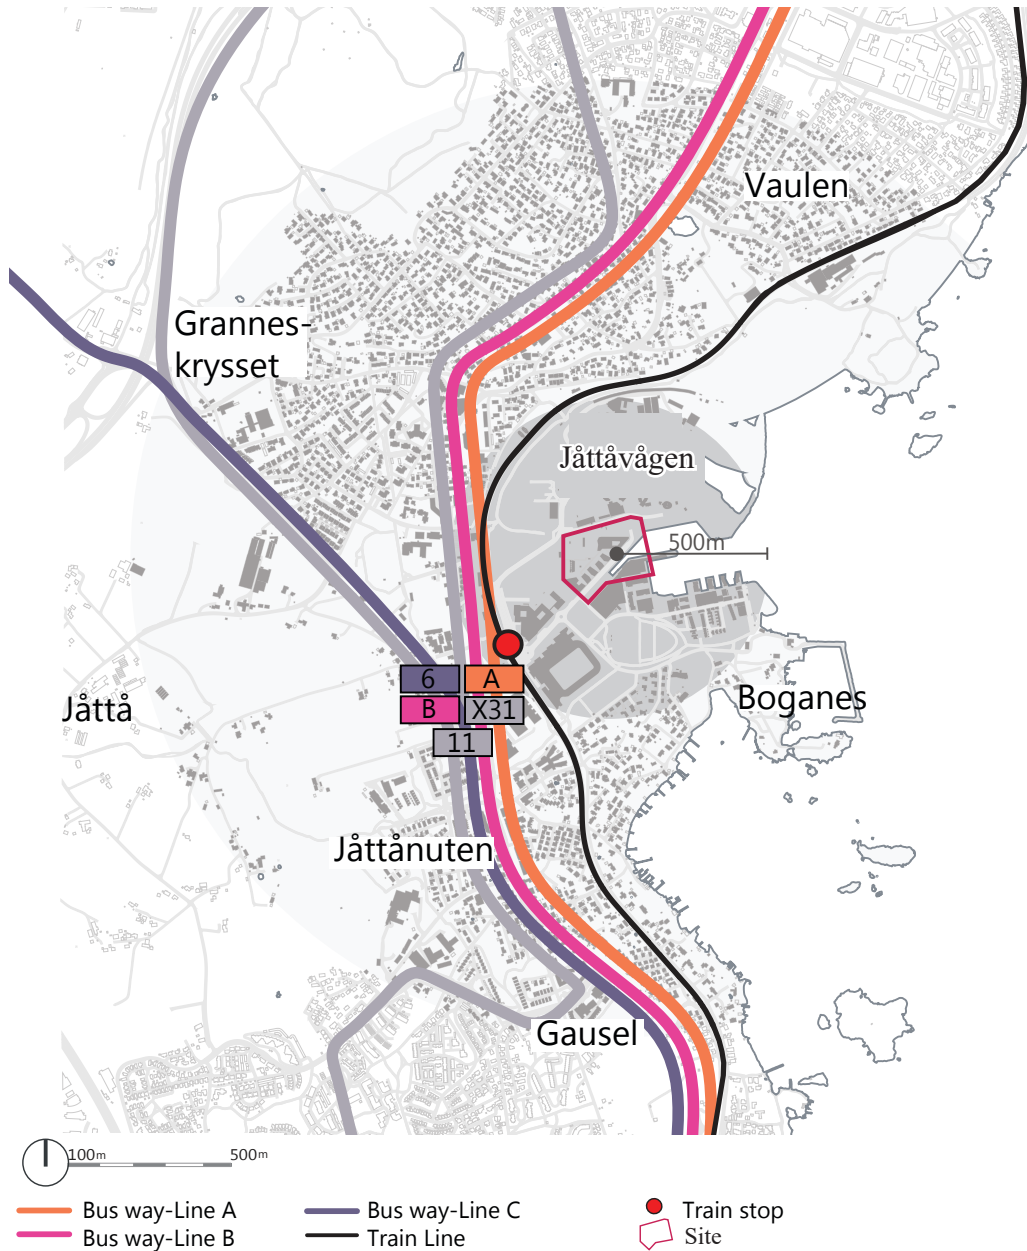 Vaulen
Grannes-
krysset
Jåttåvågen
500m
6
A
B
X31
11
Jåttå
Boganes
Jåttånuten
Gausel
100m
500m
Bus way-Line A
Bus way-Line B
Bus way-Line C
Train Line
Train stop
Site